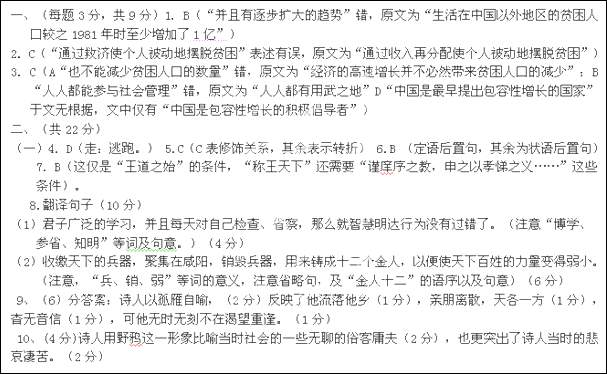 一、（每题 3 分，共 9 分）1. B（“并且有逐步扩大的趋势”错，原文为“生活在中国以外地区的贫困人
口较之 1981 年时至少增加了 1 亿”）
2. C（“通过救济使个人被动地摆脱贫困”表述有误，原文为“通过收入再分配使个人被动地摆脱贫困”）
3. C（A“也不能减少贫困人口的数量”错，原文为“经济的高速增长并不必然带来贫困人口的减少”；B
“人人都能参与社会管理”错，原文为“人人都有用武之地”D“中国是最早提出包容性增长的国家”
于文无根据，文中仅有“中国是包容性增长的积极倡导者”）
二、（共 22 分）
（一）4. D（走：逃跑。） 5.C（C 表修饰关系，其余表示转折） 6.B （定语后置句，其余为状语后置句）
7. B（这仅是“王道之始”的条件，“称王天下”还需要“谨庠序之教，申之以孝悌之义……”这些
条件）。
8.翻译句子（10 分）
（1）君子广泛的学习，并且每天对自己检查、省察，那么就智慧明达行为没有过错了。（注意“博学、
参省、知明”等词及句意。）（4 分）
（2）收缴天下的兵器，聚集在咸阳，销毁兵器，用来铸成十二个金人，以便使天下百姓的力量变得弱小。
（注意，“兵、销、弱”等词的意义，注意省略句，及“金人十二”的语序以及句意）（6 分）
9、（6）分答案：诗人以孤雁自喻，（2 分）反映了他流落他乡（1 分），亲朋离散，天各一方（1 分），
杳无音信（1 分），可他无时无刻不在渴望重逢。（1 分）
10、（4 分）诗人用野鸦这一形象比喻当时社会的一些无聊的俗客庸夫（2 分），也更突出了诗人当时的悲
哀凄苦。（2 分）